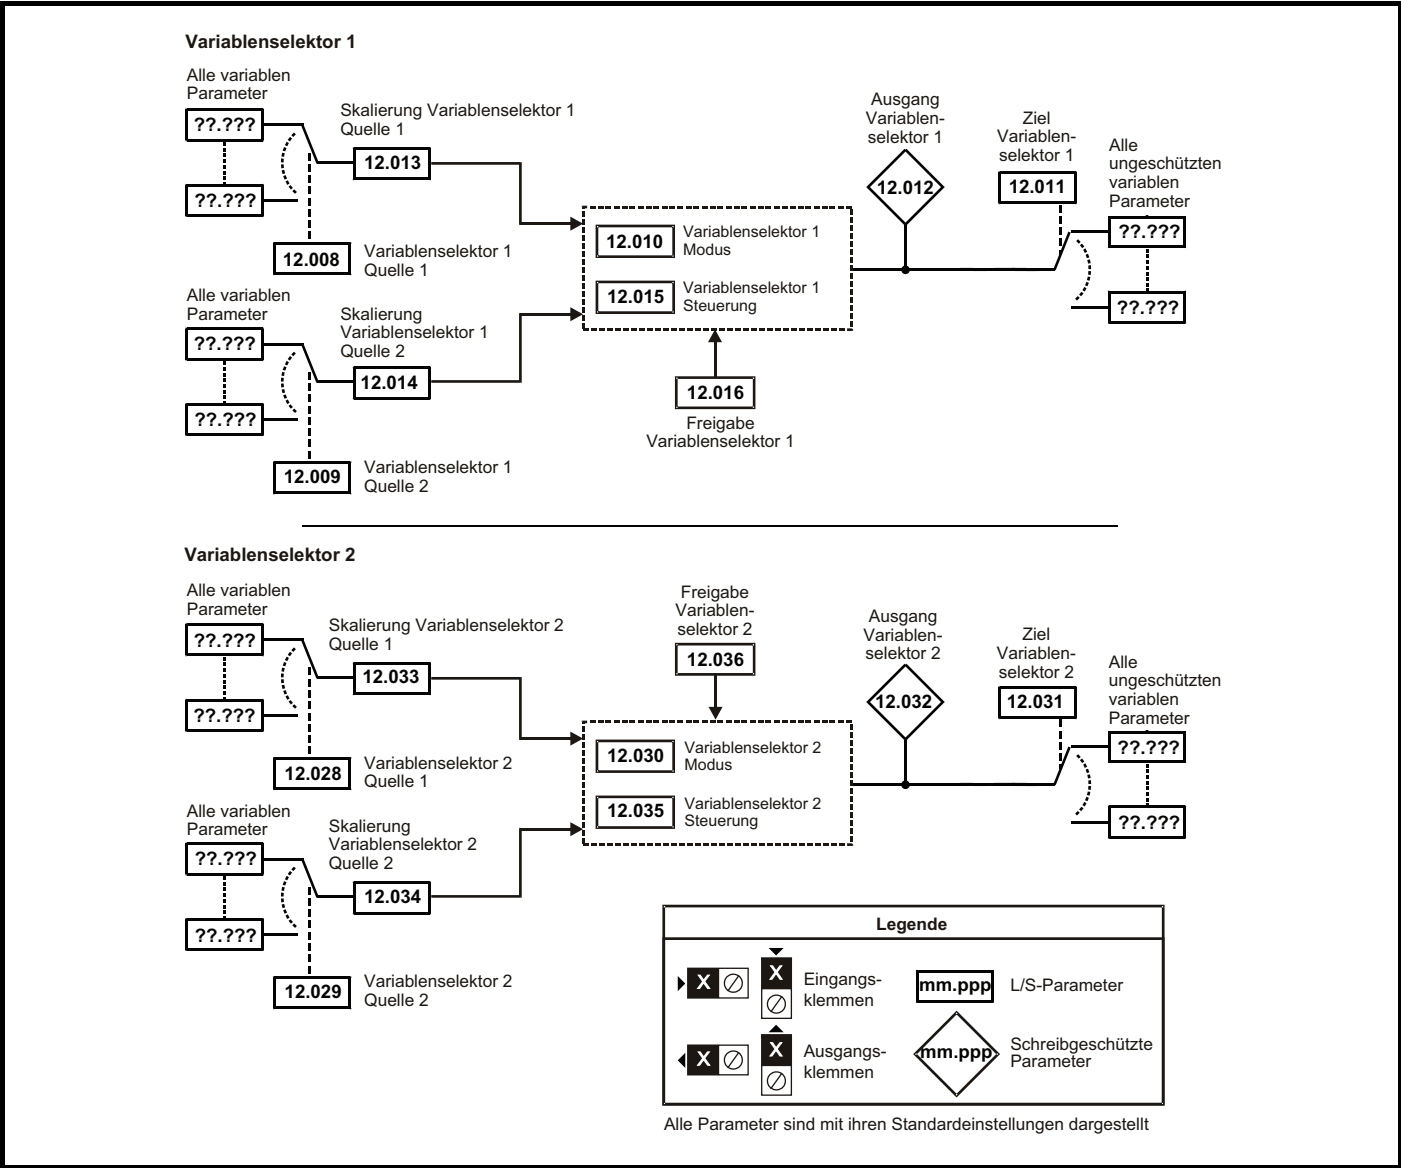 Variablenselektor 1
Alle variablen
Parameter
??.???
??.???
Skalierung Variablenselektor 1
Quelle 1
12.013
12.008
Variablenselektor 1
Quelle 1
Alle variablen
Parameter
??.???
??.???
Skalierung
Variablenselektor 1
Quelle 2
12.014
12.009
Variablenselektor 1
Quelle 2
12.010
Variablenselektor 1
Modus
12.015
Variablenselektor 1
Steuerung
12.016
Freigabe
Variablenselektor 1
Ausgang
Variablen-
selektor 1
12.012
Ziel
Variablen-
selektor 1
12.011
Alle
ungeschützten
variablen
Parameter
??.???
??.???
Variablenselektor 2
Alle variablen
Parameter
??.???
??.???
Skalierung Variablenselektor 2
Quelle 1
12.033
12.028
Variablenselektor 2
Quelle 1
Alle variablen
Parameter
??.???
??.???
Skalierung
Variablenselektor 2
Quelle 2
12.034
12.029
Variablenselektor 2
Quelle 2
Freigabe
Variablen-
selektor 2
12.036
12.030
Variablenselektor 2
Modus
12.035
Variablenselektor 2
Steuerung
Ausgang
Variablen-
selektor 2
12.032
Ziel
Variablen-
selektor 2
12.031
Alle
ungeschützten
variablen
Parameter
??.???
??.???
Legende
X
X
Eingangs-
klemmen
mm.ppp
L/S-Parameter
X
X
Ausgangs-
klemmen
mm.ppp
Schreibgeschützte
Parameter
Alle Parameter sind mit ihren Standardeinstellungen dargestellt